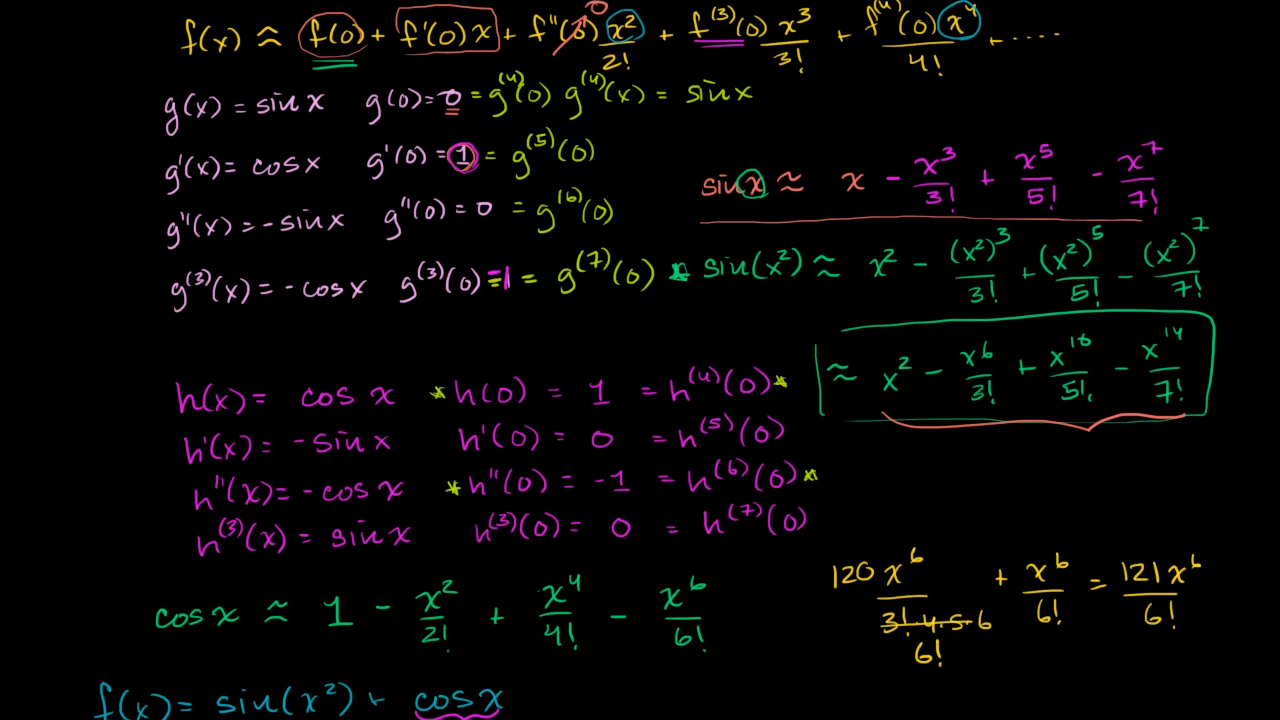 f(x) ≈ f(0) + f'(0)x + f''(0) x²/2! + f⁽³⁾(0) x³/3! + f⁽⁴⁾(0) x⁴/4! + ....
0
g(x) = sin x g(0) = 0 = g⁽⁴⁾(0) g⁽⁴⁾(x) = sin x
g'(x) = cos x g'(0) = 1 = g⁽⁵⁾(0)
g''(x) = -sin x g''(0) = 0 = g⁽⁶⁾(0)
g⁽³⁾(x) = -cos x g⁽³⁾(0) = -1 = g⁽⁷⁾(0)
sin x ≈ x - x³/3! + x⁵/5! - x⁷/7!
* sin(x²) ≈ x² - (x²)³/3! + (x²)⁵/5! - (x²)⁷/7!
≈ x² - x⁶/3! + x¹⁰/5! - x¹⁴/7!
h(x) = cos x * h(0) = 1 = h⁽⁴⁾(0) *
h'(x) = -sin x h'(0) = 0 = h⁽⁵⁾(0)
h''(x) = -cos x * h''(0) = -1 = h⁽⁶⁾(0) *
h⁽³⁾(x) = sin x h⁽³⁾(0) = 0 = h⁽⁷⁾(0)
cos x ≈ 1 - x²/2! + x⁴/4! - x⁶/6!
120x⁶/3!·4·5·6 + x⁶/6! = 121x⁶/6!
6!
f(x) = sin(x²) + cos x